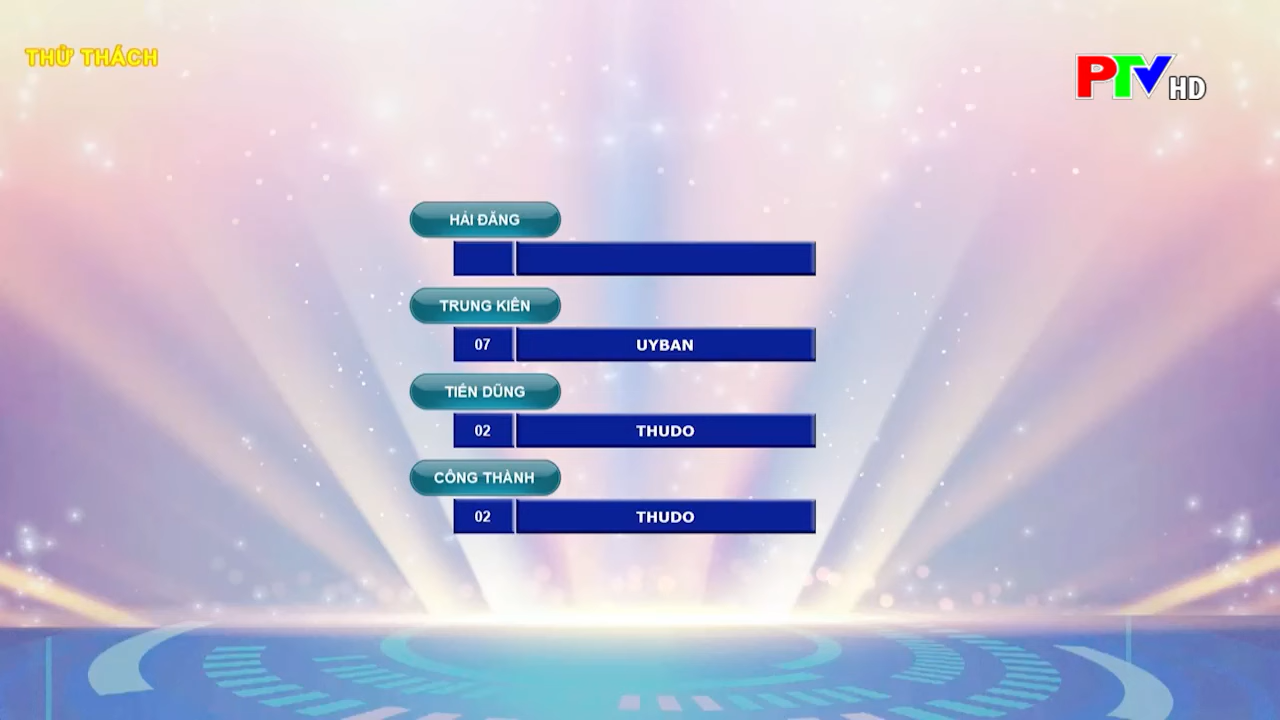 THỬ THÁCH
PTV HD
HẢI ĐĂNG
TRUNG KIÊN
07 UYBAN
TIẾN DŨNG
02 THUDO
CÔNG THÀNH
02 THUDO